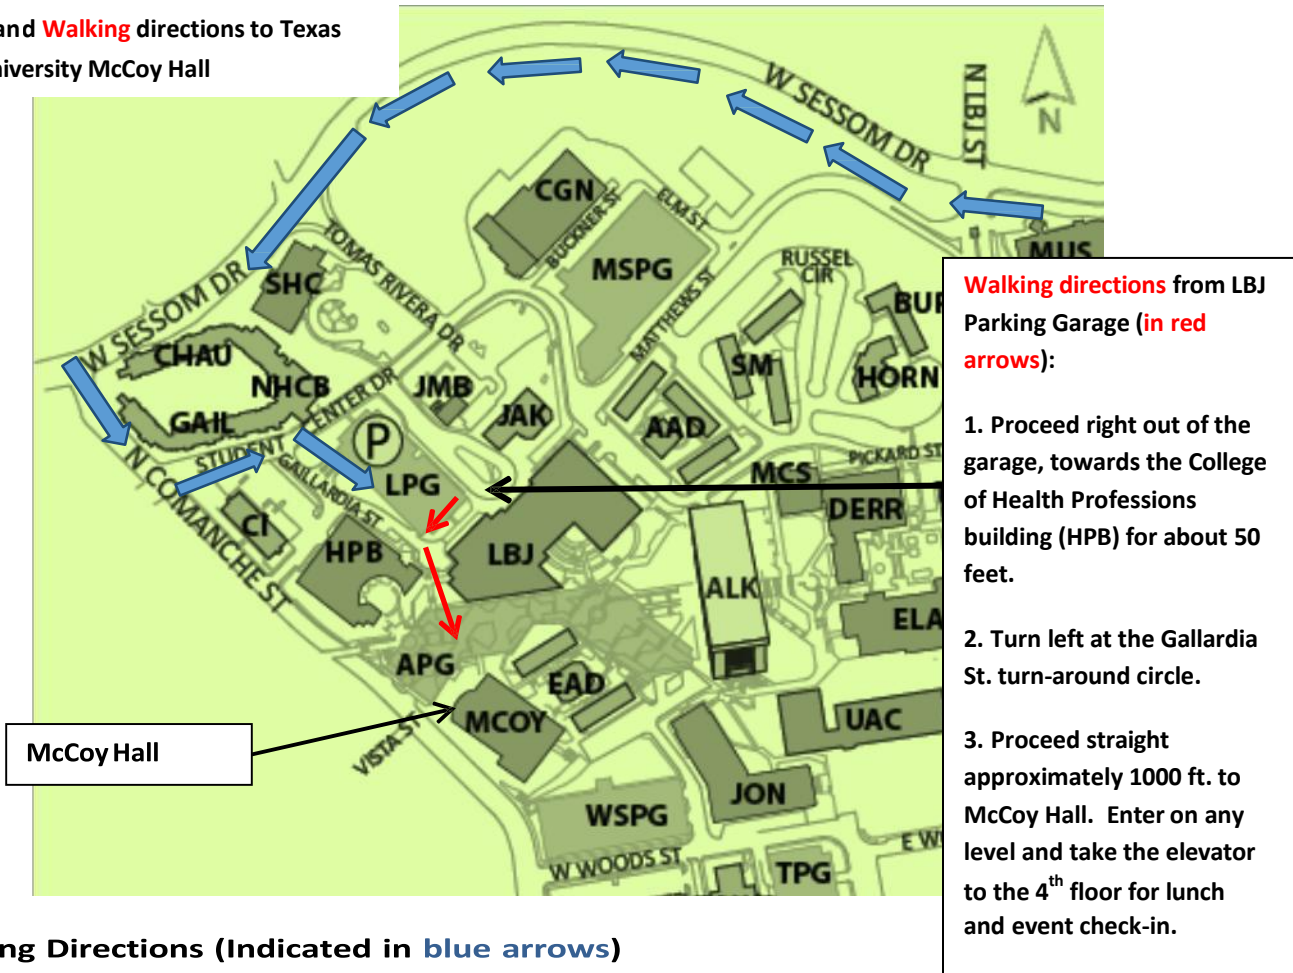 and Walking directions to Texas
niversity McCoy Hall
W SESSOM DR
N LBJ ST
N
CGN
BUCKNER ST
ELM ST
MSPG
MATTHEWS ST
RUSSEL
CIR
MUS
TOMAS RIVERA DR
SHC
W SESSOM DR
CHAU
NHCB
GAIL
STUDENT CENTER DR
JMB
JAK
SM
BUR
HORN
AAD
P
LPG
GAILLARDIA ST
N COMANCHE ST
CI
HPB
LBJ
MCS
PICKARD ST
DERR
ALK
ELA
APG
EAD
MCOY
UAC
VISTA ST
JON
WSPG
W WOODS ST
TPG
E W
McCoy Hall
Walking directions from LBJ
Parking Garage (in red
arrows):
1. Proceed right out of the
garage, towards the College
of Health Professions
building (HPB) for about 50
feet.
2. Turn left at the Gallardia
St. turn-around circle.
3. Proceed straight
approximately 1000 ft. to
McCoy Hall. Enter on any
level and take the elevator
to the 4th floor for lunch
and event check-in.
ng Directions (Indicated in blue arrows)